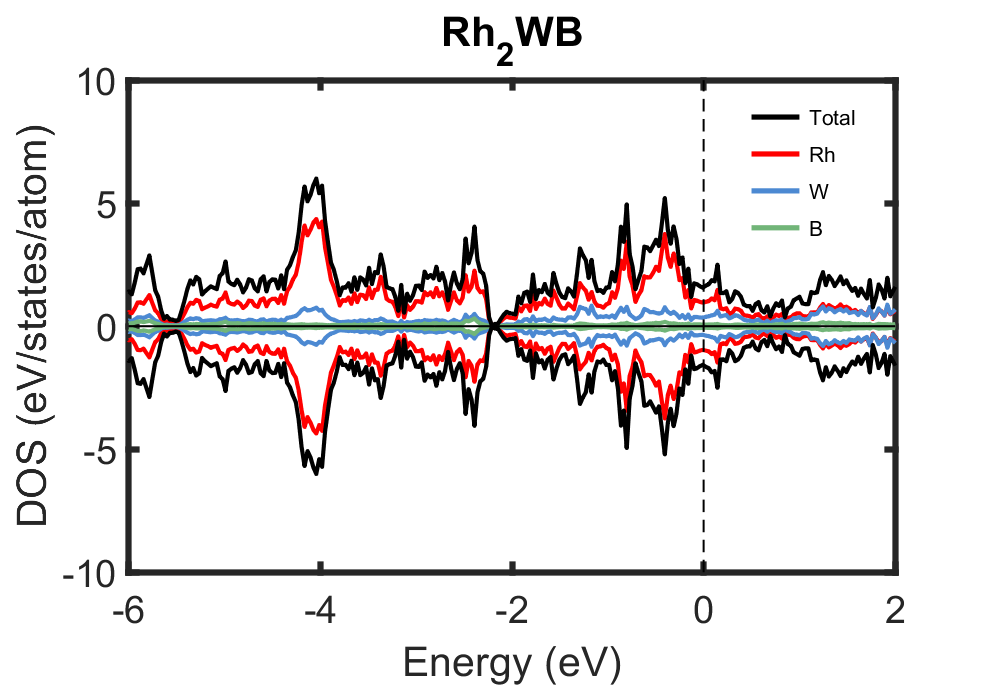 Rh₂WB
10
5
0
-5
-10
DOS (eV/states/atom)
Total
Rh
W
B
-6
-4
-2
0
2
Energy (eV)